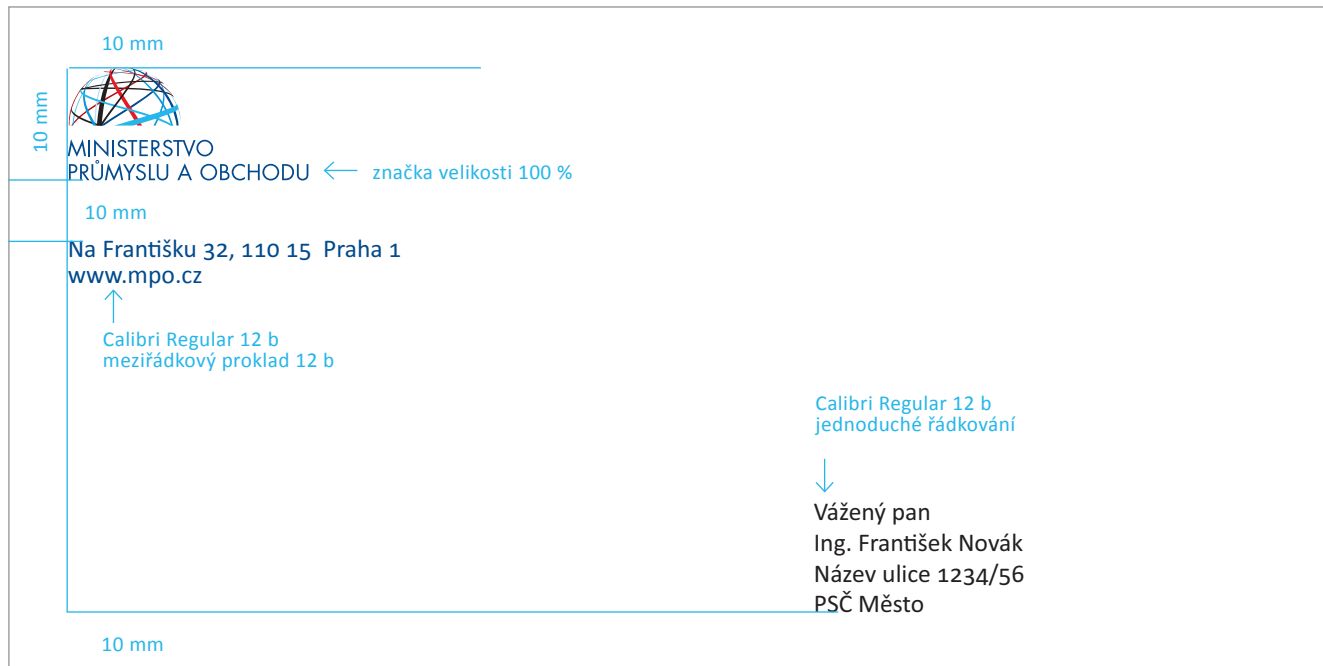 10 mm
10 mm
MINISTERSTVO
PRŮMYSLU A OBCHODU
značka velikosti 100 %
10 mm
Na Františku 32, 110 15  Praha 1
www.mpo.cz
Calibri Regular 12 b
meziřádkový proklad 12 b
Calibri Regular 12 b
jednoduché řádkování
Vážený pan
Ing. František Novák
Název ulice 1234/56
PSČ Město
10 mm